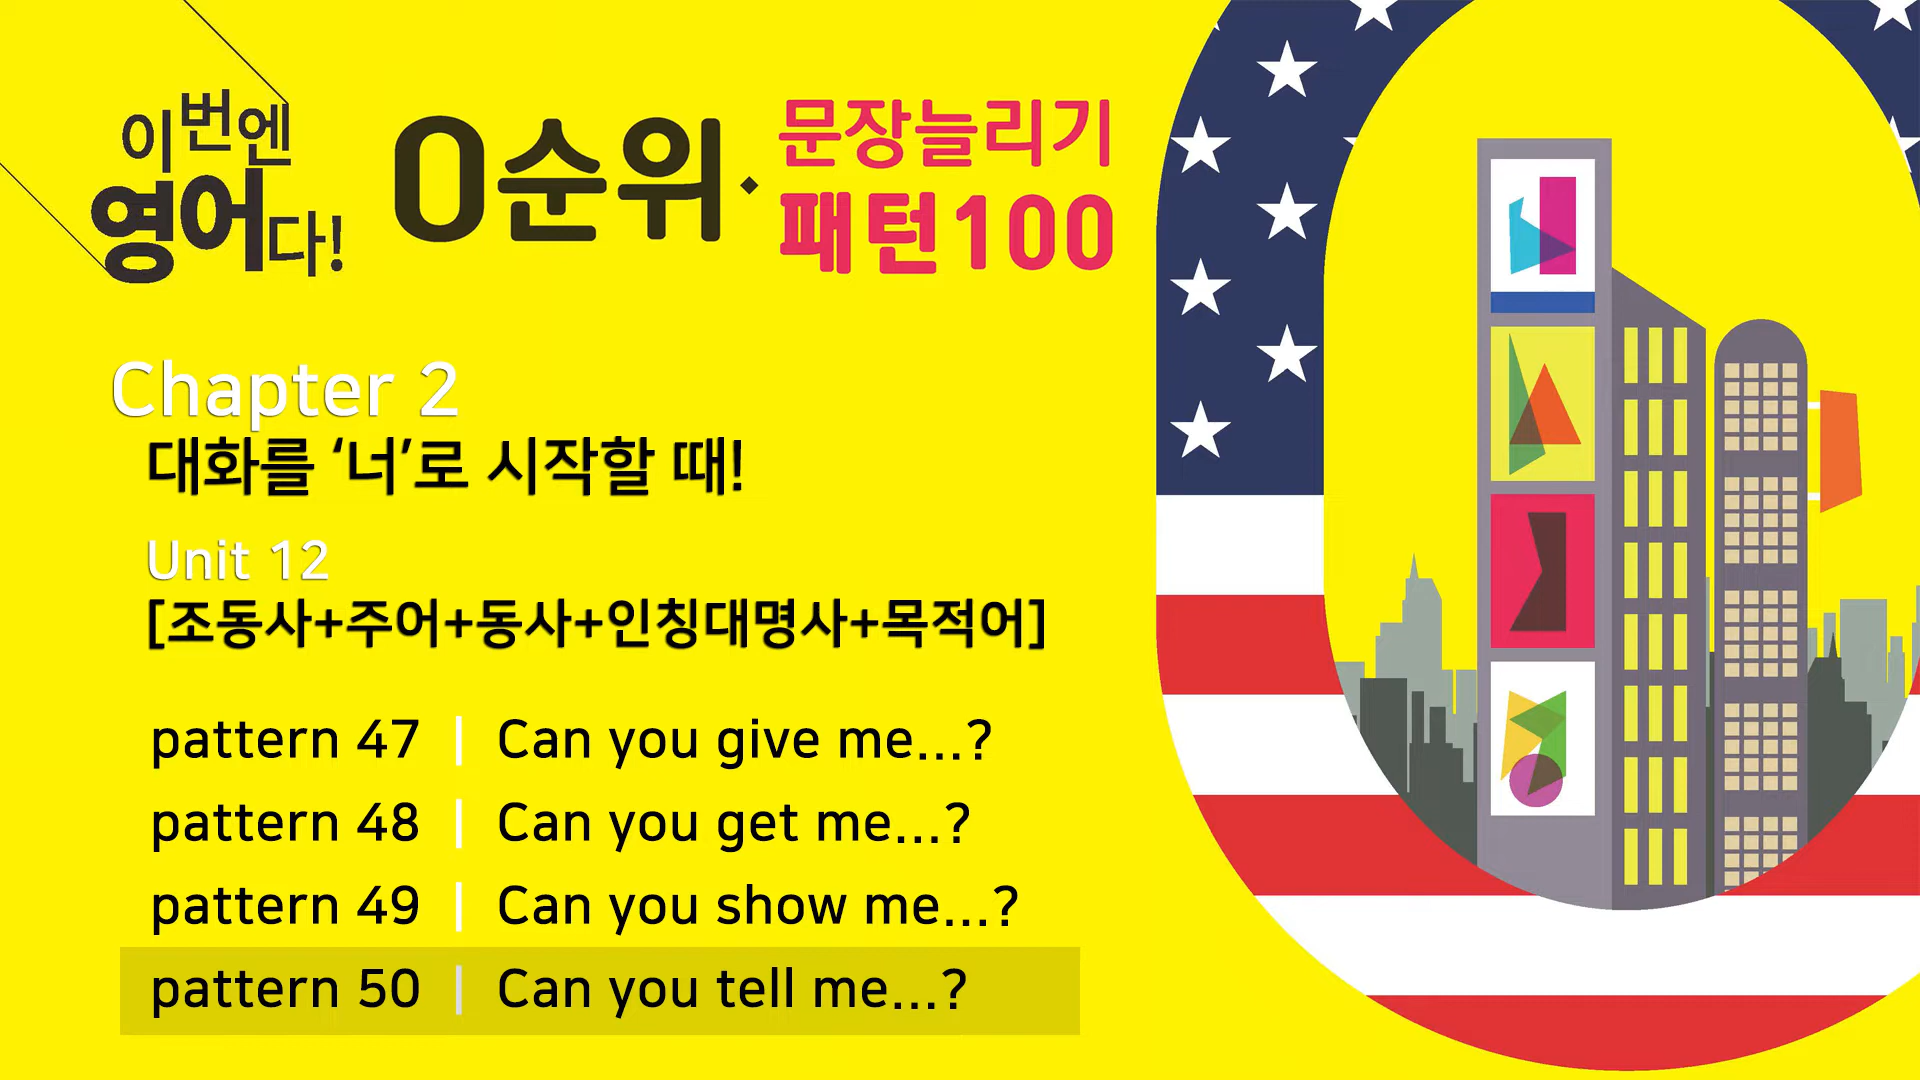 이번엔
영어다!
0순위·
문장늘리기
패턴100
Chapter 2
대화를 ‘너’로 시작할 때!
Unit 12
[조동사+주어+동사+인칭대명사+목적어]
pattern 47 | Can you give me...?
pattern 48 | Can you get me...?
pattern 49 | Can you show me...?
pattern 50 | Can you tell me...?